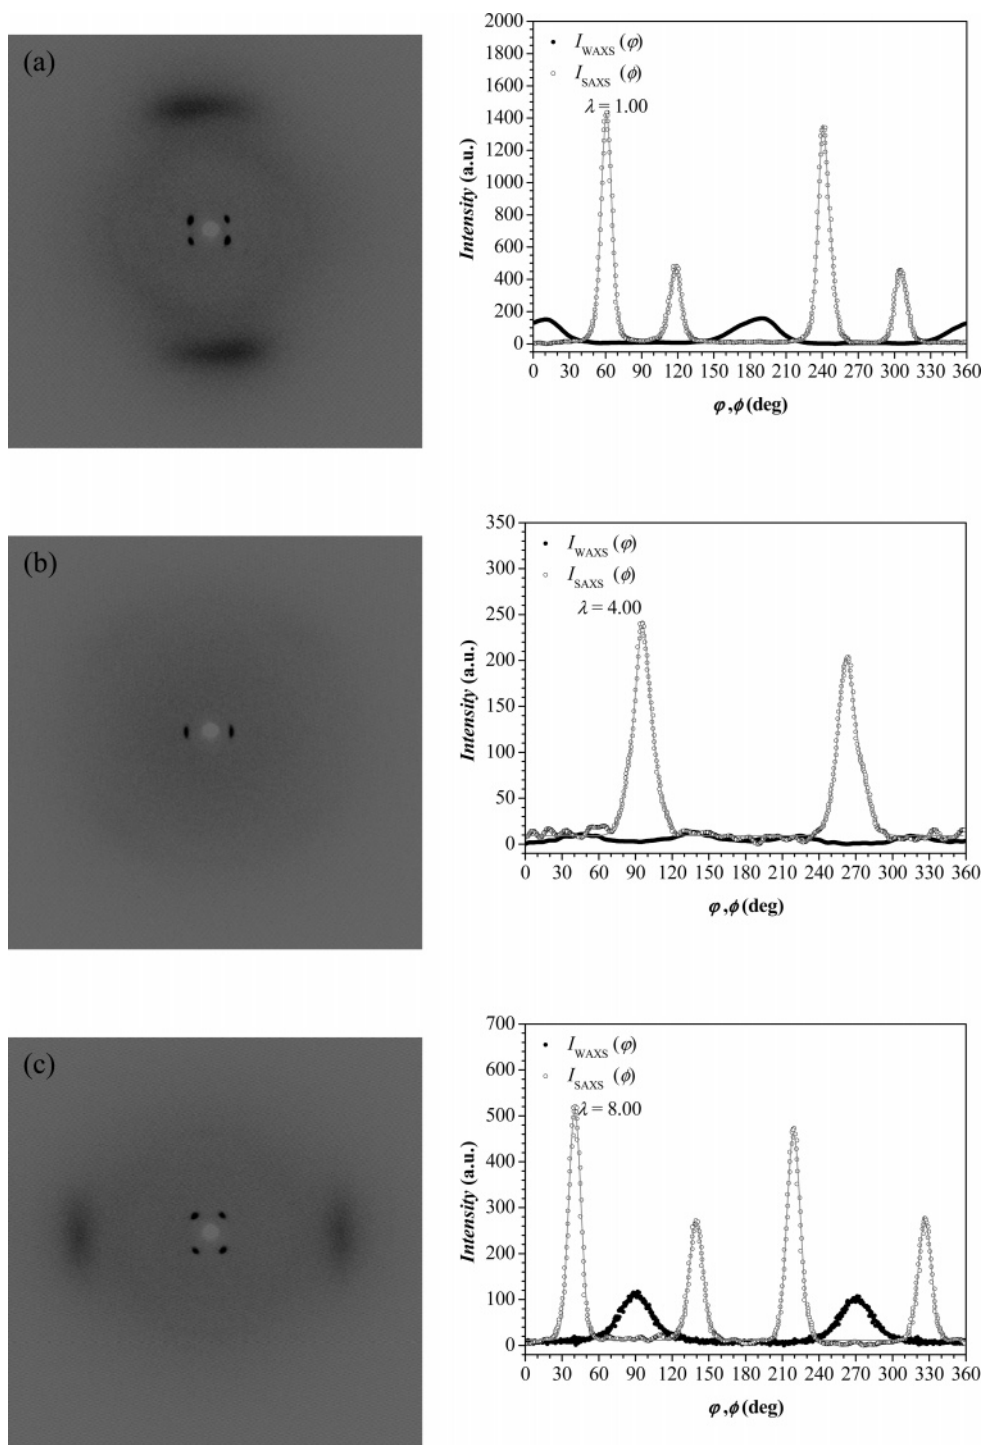 (a)
2000
1800
1600
1400
1200
1000
800
600
400
200
0
Intensity (a.u.)
• I_WAXS (φ)
○ I_SAXS (ϕ)
λ = 1.00
0 30 60 90 120 150 180 210 240 270 300 330 360
φ,ϕ(deg)
(b)
350
300
250
200
150
100
50
0
Intensity (a.u.)
• I_WAXS (φ)
○ I_SAXS (ϕ)
λ = 4.00
0 30 60 90 120 150 180 210 240 270 300 330 360
φ,ϕ(deg)
(c)
700
600
500
400
300
200
100
0
Intensity (a.u.)
• I_WAXS (φ)
○ I_SAXS (ϕ)
λ = 8.00
0 30 60 90 120 150 180 210 240 270 300 330 360
φ,ϕ(deg)